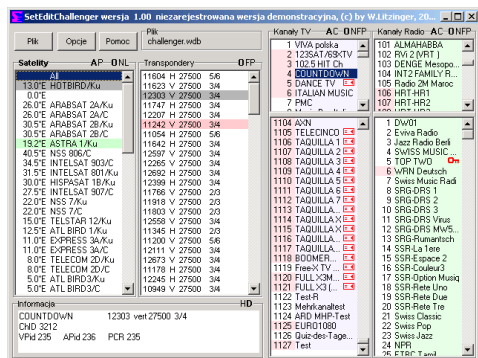 SetEditChallenger wersja 1.00 niezarejestrowana wersja demonstracyjna, (c) by W.Litzinger, 20...
Plik
Opcje
Pomoc
Plik
challenger.wdb
Satelity AP ONL
All
13.0°E HOTBIRD/Ku
0.0°E
26.0°E ARABSAT 2A/Ku
26.0°E ARABSAT 2A/C
30.5°E ARABSAT 2B/Ku
30.5°E ARABSAT 2B/C
19.2°E ASTRA 1/Ku
40.5°E NSS 806/C
34.5°E INTELSAT 903/C
31.5°E INTELSAT 801/Ku
30.0°E HISPASAT 1B/Ku
27.5°E INTELSAT 907/C
22.0°E NSS 7/Ku
22.0°E NSS 7/C
15.0°E TELSTAR 12/Ku
12.5°E ATL BIRD 1/Ku
11.0°E EXPRESS 3A/Ku
11.0°E EXPRESS 3A/C
8.0°E TELECOM 2D/Ku
8.0°E TELECOM 2D/C
5.0°E ATL BIRD3/Ku
5.0°E ATL BIRD3/C
Transpondery OFP
11604 H 27500 5/6
11623 V 27500 3/4
12303 V 27500 3/4
11747 H 27500 3/4
12207 H 27500 3/4
11242 V 27500 3/4
11054 H 27500 5/6
11642 H 27500 3/4
12597 V 27500 3/4
12265 V 27500 3/4
12692 H 27500 3/4
12399 V 27500 3/4
11766 V 27500 2/3
11918 V 27500 2/3
11803 V 27500 2/3
12558 V 27500 3/4
11345 H 27500 2/3
11200 V 27500 5/6
12111 V 27500 3/4
12673 V 27500 3/4
11178 H 27500 3/4
12245 H 27500 3/4
10949 V 27500 3/4
Kanały TV AC ONFP
1 VIVA polska
2 123SAT/69XTV
3 102.5 HIT Ch
4 COUNTDOWN
5 DANCE TV
6 ITALIAN MUSIC
7 PMC
1104 AXN
1105 TELECINCO
1106 TAQUILLA 1
1107 TAQUILLA 2
1108 TAQUILLA 3
1109 TAQUILLA 4
1110 TAQUILLA 5
1111 TAQUILLA 6
1112 TAQUILLA 7
1113 TAQUILLA...
1114 TAQUILLA...
1115 TAQUILLA...
1116 TAQUILLA...
1117 TAQUILLA...
1118 BOOMER...
1119 Free-X TV ...
1120 FULL X3M...
1121 FULL X3 (...
1122 Test-R
1123 Mehrkanaltest
1124 ARD MHP-Test
1125 EURO1080
1126 Quiz-des-Tage...
1127 Test
Kanały Radio AC ONFP
101 ALMAHABBA
102 RVi 2 (VRT )
103 DENGE Mesopo...
104 INT2 FAMILY R...
105 Radio 2M Maroc
106 HRT-HR1
107 HRT-HR2
1 DW01
2 Eviva Radio
3 Jazz Radio Berli
4 SWISS MUSIC...
5 TOP TWO
6 WRN Deutsch
7 Swiss Music Radi
8 SRG-DRS 1
9 SRG-DRS 2
10 SRG-DRS 3
11 SRG-DRS Virus
12 SRG-DRS MW5...
13 SRG-Rumantsch
14 SSR-La 1ere
15 SSR-Espace 2
16 SSR-Couleur3
17 SSR-Option Musiq
18 SSR-Rete Uno
19 SSR-Rete Due
20 SSR-Rete Tre
21 Swiss Classic
22 Swiss Pop
23 Swiss Jazz
24 NPR
Informacja HD
COUNTDOWN 12303 vert 27500 3/4
ChID 3212
VPid 235 APid 236 PCR 235